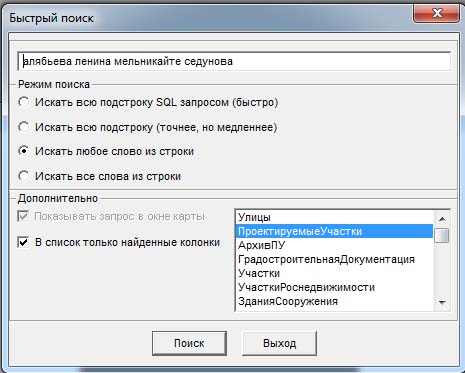 Быстрый поиск
алябьева ленина мельникайте седунова
Режим поиска
Искать всю подстроку SQL запросом (быстро)
Искать всю подстроку (точнее, но медленнее)
Искать любое слово из строки
Искать все слова из строки
Дополнительно
Показывать запрос в окне карты
В список только найденные колонки
Улицы
ПроектируемыеУчастки
АрхивПУ
ГрадостроительнаяДокументация
Участки
УчасткиРоснедвижимости
ЗданияСооружения
Поиск
Выход